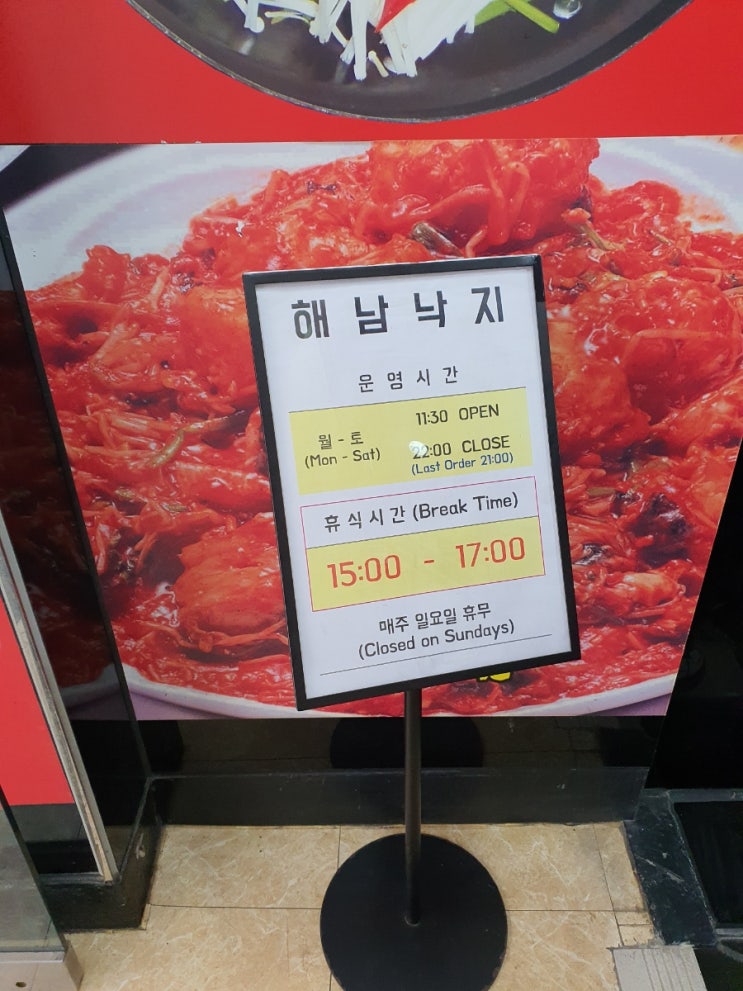 해남낙지
운영시간
월 - 토
(Mon - Sat)
11:30 OPEN
22:00 CLOSE
(Last Order 21:00)
휴식시간 (Break Time)
15:00 - 17:00
매주 일요일 휴무
(Closed on Sundays)